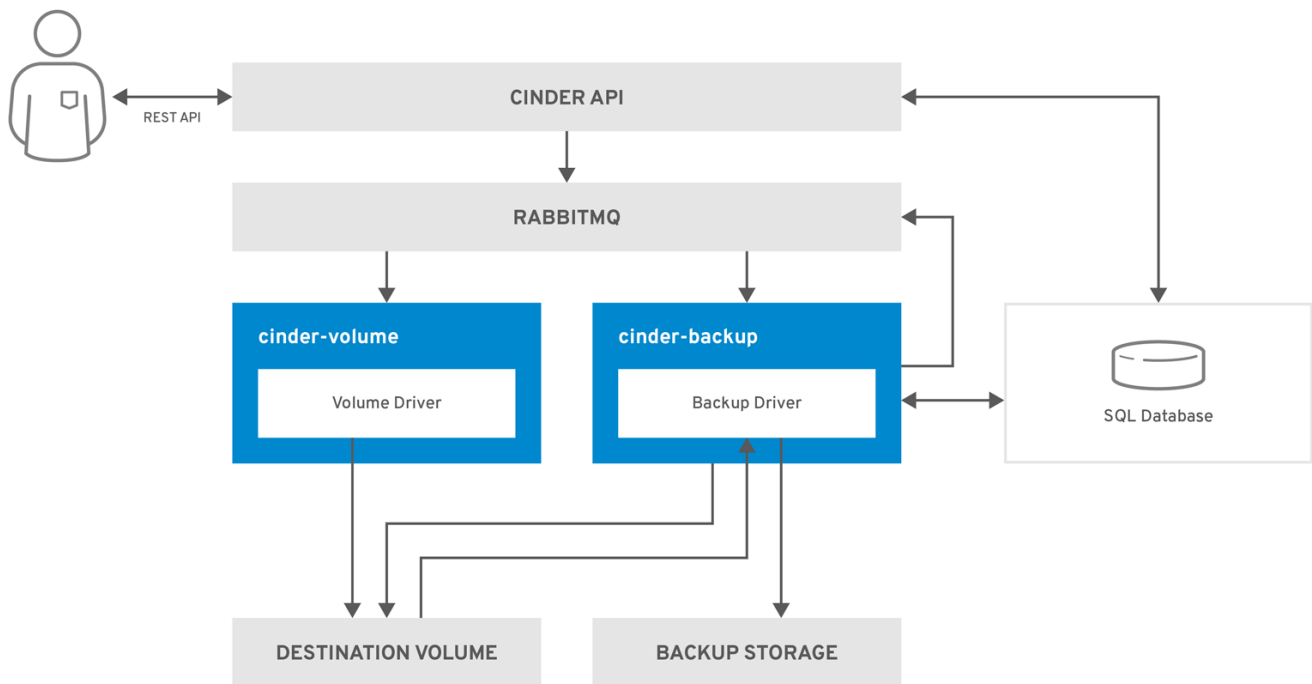 CINDER API
REST API
RABBITMQ
cinder-volume
cinder-backup
Volume Driver
Backup Driver
SQL Database
DESTINATION VOLUME
BACKUP STORAGE